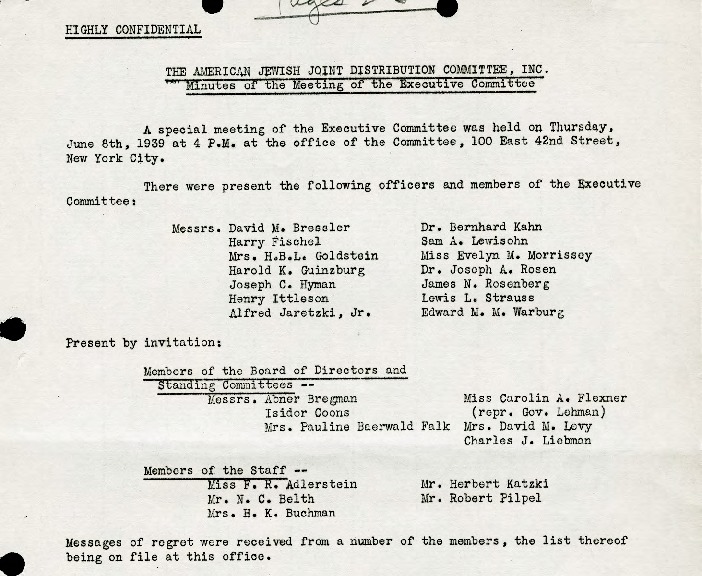 Pages 2-
HIGHLY CONFIDENTIAL
THE AMERICAN JEWISH JOINT DISTRIBUTION COMMITTEE, INC.
Minutes of the Meeting of the Executive Committee
A special meeting of the Executive Committee was held on Thursday,
June 8th, 1939 at 4 P.M. at the office of the Committee, 100 East 42nd Street,
New York City.
There were present the following officers and members of the Executive
Committee:
Messrs. David M. Bressler Dr. Bernhard Kahn
Harry Fischel Sam A. Lewisohn
Mrs. H.B.L. Goldstein Miss Evelyn M. Morrissey
Harold K. Guinzburg Dr. Joseph A. Rosen
Joseph C. Hyman James N. Rosenberg
Henry Ittleson Lewis L. Strauss
Alfred Jaretzki, Jr. Edward M. M. Warburg
Present by invitation:
Members of the Board of Directors and
Standing Committees --
Messrs. Abner Bregman Miss Carolin A. Flexner
Isidor Coons (repr. Gov. Lehman)
Mrs. Pauline Baerwald Falk Mrs. David M. Levy
Charles J. Liebman
Members of the Staff --
Miss F. R. Adlerstein Mr. Herbert Katzki
Mr. N. C. Belth Mr. Robert Pilpel
Mrs. H. K. Buchman
Messages of regret were received from a number of the members, the list thereof
being on file at this office.